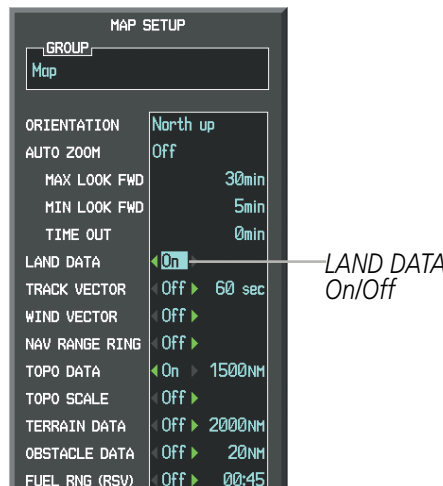 MAP SETUP
GROUP
Map
ORIENTATION North up
AUTO ZOOM Off
MAX LOOK FWD 30min
MIN LOOK FWD 5min
TIME OUT 0min
LAND DATA On
LAND DATA
On/Off
TRACK VECTOR Off 60 sec
WIND VECTOR Off
NAV RANGE RING Off
TOPO DATA On 1500NM
TOPO SCALE Off
TERRAIN DATA Off 2000NM
OBSTACLE DATA Off 20NM
FUEL RNG (RSV) Off 00:45